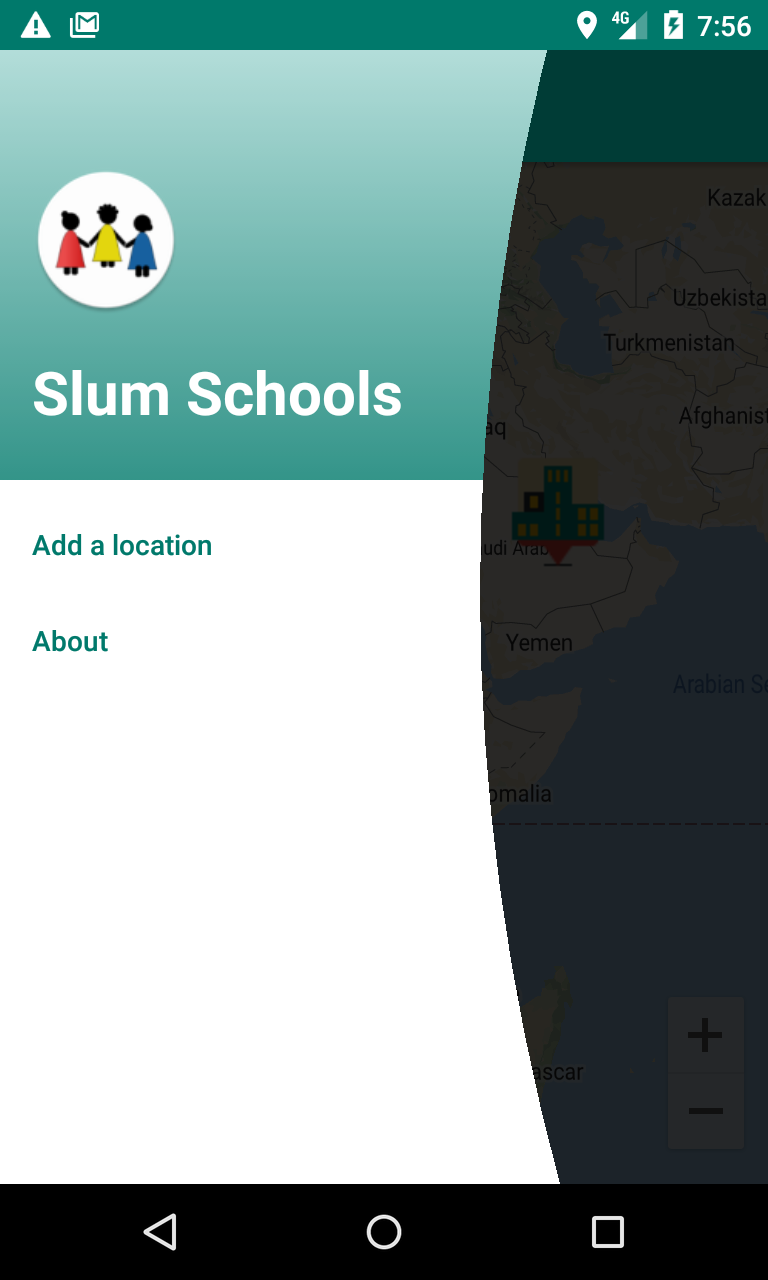 4G 7:56
Kazak
Uzbekista
Turkmenistan
Afghanist
aq
Slum Schools
Add a location
udi Arab
About
Yemen
Arabian Se
omalia
ascar